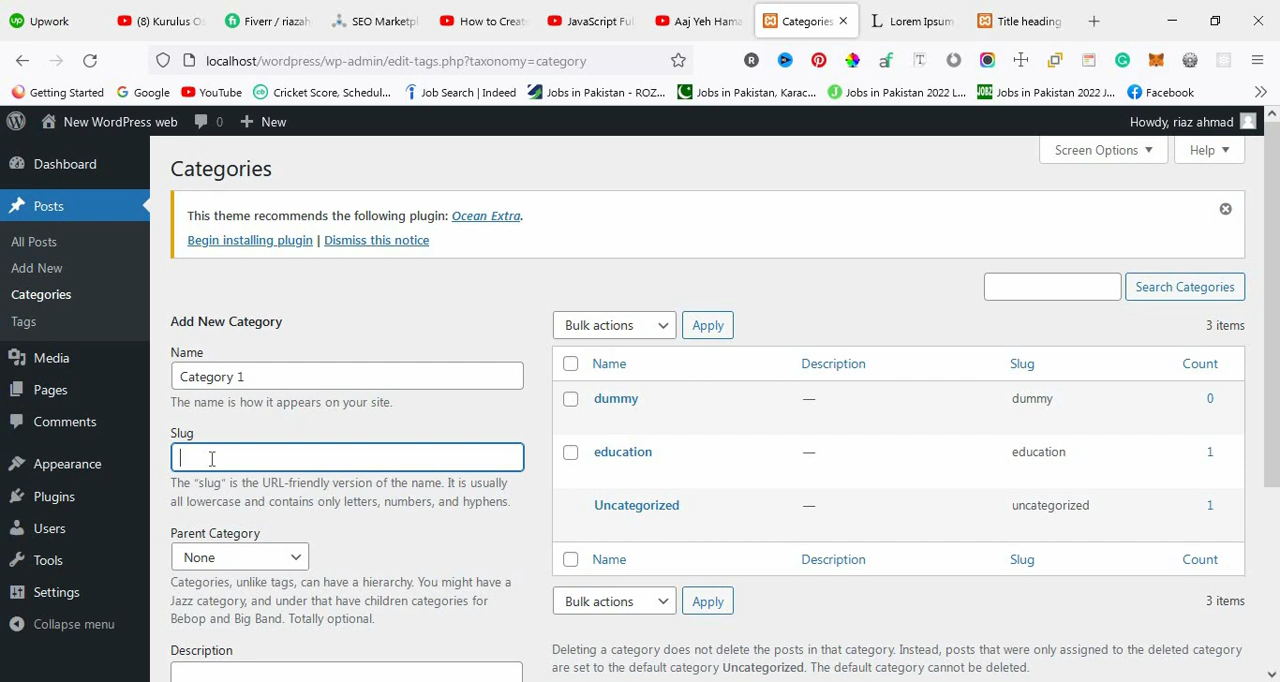 Upwork
(8) Kurulus Os
Fiverr / riazah
SEO Marketpl
How to Create
JavaScript Ful
Aaj Yeh Hama
Categories
Lorem Ipsum
Title heading
localhost/wordpress/wp-admin/edit-tags.php?taxonomy=category
Getting Started
Google
YouTube
Cricket Score, Schedul...
Job Search | Indeed
Jobs in Pakistan - ROZ...
Jobs in Pakistan, Karac...
Jobs in Pakistan 2022 L...
Jobs in Pakistan 2022 J...
Facebook
New WordPress web
0
New
Howdy, riaz ahmad
Dashboard
Posts
All Posts
Add New
Categories
Tags
Media
Pages
Comments
Appearance
Plugins
Users
Tools
Settings
Collapse menu
Screen Options
Help
Categories
This theme recommends the following plugin: Ocean Extra.
Begin installing plugin | Dismiss this notice
Search Categories
Add New Category
Name
Category 1
The name is how it appears on your site.
Slug
The “slug” is the URL-friendly version of the name. It is usually
all lowercase and contains only letters, numbers, and hyphens.
Parent Category
None
Categories, unlike tags, can have a hierarchy. You might have a
Jazz category, and under that have children categories for
Bebop and Big Band. Totally optional.
Description
Bulk actions
Apply
3 items
Name Description Slug Count
dummy — dummy 0
education — education 1
Uncategorized — uncategorized 1
Name Description Slug Count
Bulk actions
Apply
3 items
Deleting a category does not delete the posts in that category. Instead, posts that were only assigned to the deleted category
are set to the default category Uncategorized. The default category cannot be deleted.